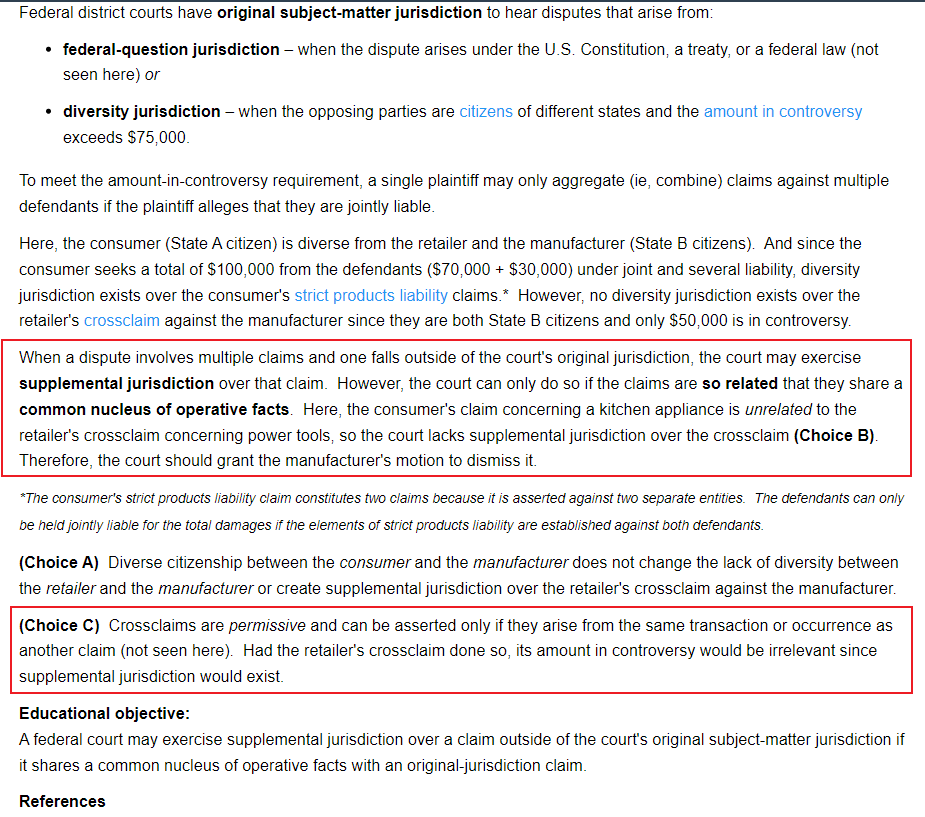 Federal district courts have original subject-matter jurisdiction to hear disputes that arise from:
• federal-question jurisdiction – when the dispute arises under the U.S. Constitution, a treaty, or a federal law (not
seen here) or
• diversity jurisdiction – when the opposing parties are citizens of different states and the amount in controversy
exceeds $75,000.
To meet the amount-in-controversy requirement, a single plaintiff may only aggregate (ie, combine) claims against multiple
defendants if the plaintiff alleges that they are jointly liable.
Here, the consumer (State A citizen) is diverse from the retailer and the manufacturer (State B citizens). And since the
consumer seeks a total of $100,000 from the defendants ($70,000 + $30,000) under joint and several liability, diversity
jurisdiction exists over the consumer's strict products liability claims.* However, no diversity jurisdiction exists over the
retailer's crossclaim against the manufacturer since they are both State B citizens and only $50,000 is in controversy.
When a dispute involves multiple claims and one falls outside of the court's original jurisdiction, the court may exercise
supplemental jurisdiction over that claim. However, the court can only do so if the claims are so related that they share a
common nucleus of operative facts. Here, the consumer's claim concerning a kitchen appliance is unrelated to the
retailer's crossclaim concerning power tools, so the court lacks supplemental jurisdiction over the crossclaim (Choice B).
Therefore, the court should grant the manufacturer's motion to dismiss it.
*The consumer's strict products liability claim constitutes two claims because it is asserted against two separate entities. The defendants can only
be held jointly liable for the total damages if the elements of strict products liability are established against both defendants.
(Choice A) Diverse citizenship between the consumer and the manufacturer does not change the lack of diversity between
the retailer and the manufacturer or create supplemental jurisdiction over the retailer's crossclaim against the manufacturer.
(Choice C) Crossclaims are permissive and can be asserted only if they arise from the same transaction or occurrence as
another claim (not seen here). Had the retailer's crossclaim done so, its amount in controversy would be irrelevant since
supplemental jurisdiction would exist.
Educational objective:
A federal court may exercise supplemental jurisdiction over a claim outside of the court's original subject-matter jurisdiction if
it shares a common nucleus of operative facts with an original-jurisdiction claim.
References